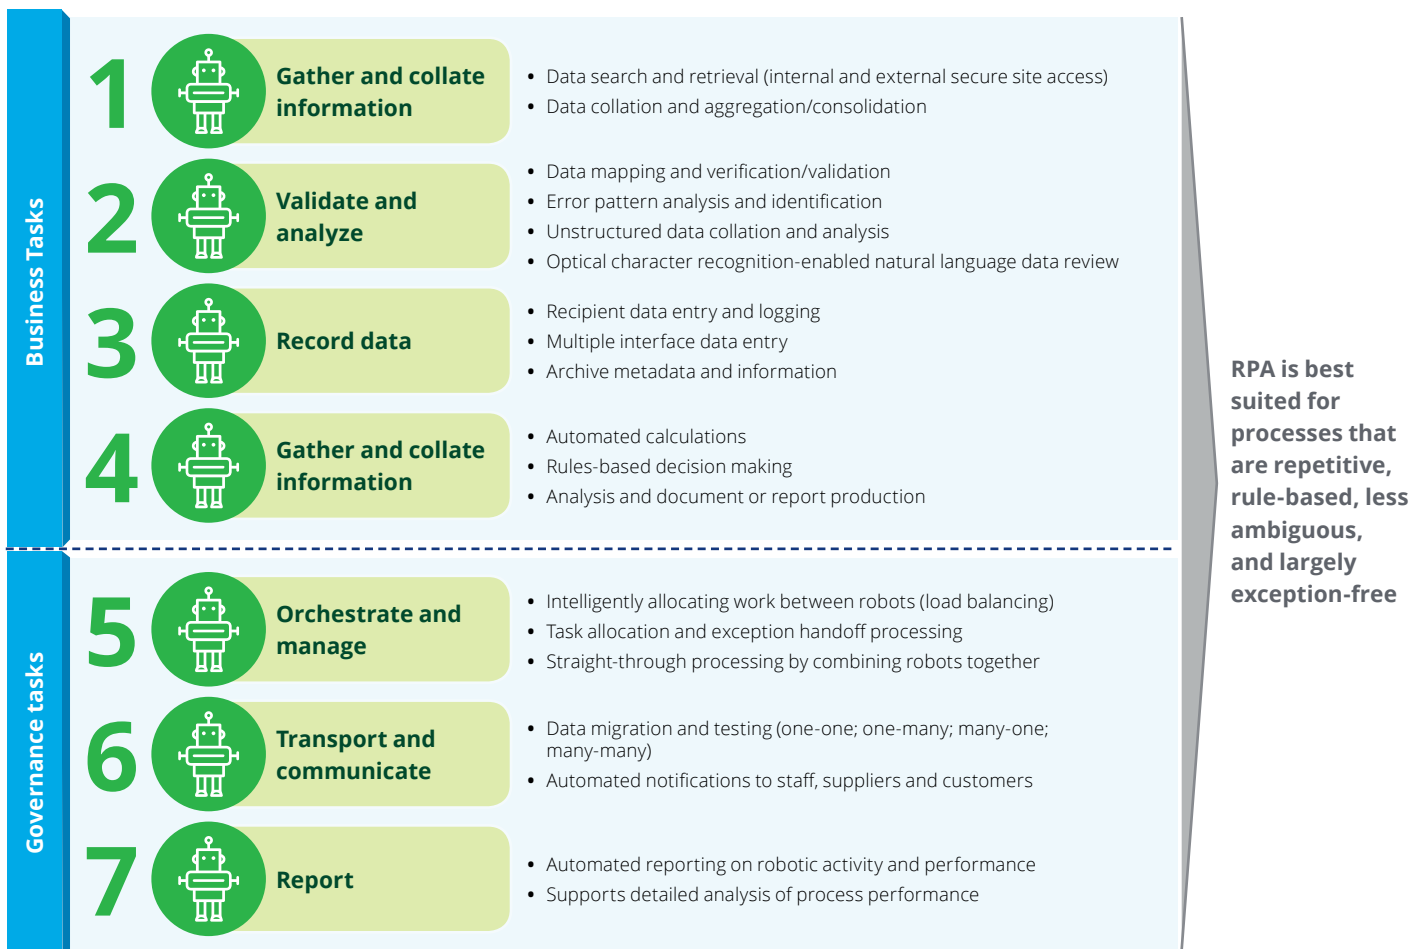 Business Tasks
1
Gather and collate
information
• Data search and retrieval (internal and external secure site access)
• Data collation and aggregation/consolidation
2
Validate and
analyze
• Data mapping and verification/validation
• Error pattern analysis and identification
• Unstructured data collation and analysis
• Optical character recognition-enabled natural language data review
3
Record data
• Recipient data entry and logging
• Multiple interface data entry
• Archive metadata and information
4
Gather and collate
information
• Automated calculations
• Rules-based decision making
• Analysis and document or report production
Governance tasks
5
Orchestrate and
manage
• Intelligently allocating work between robots (load balancing)
• Task allocation and exception handoff processing
• Straight-through processing by combining robots together
6
Transport and
communicate
• Data migration and testing (one-one; one-many; many-one;
many-many)
• Automated notifications to staff, suppliers and customers
7
Report
• Automated reporting on robotic activity and performance
• Supports detailed analysis of process performance
RPA is best
suited for
processes that
are repetitive,
rule-based, less
ambiguous,
and largely
exception-free